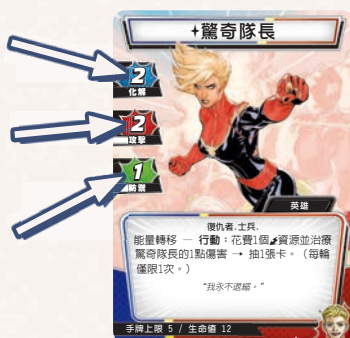 驚奇隊長
2
化解
2
攻擊
1
防禦
英雄
復仇者.士兵.
能量轉移 — 行動：花費1個資源並治療
驚奇隊長的1點傷害 → 抽1張卡。（每輪
僅限1次。）
“我永不退縮。”
手牌上限 5 / 生命值 12